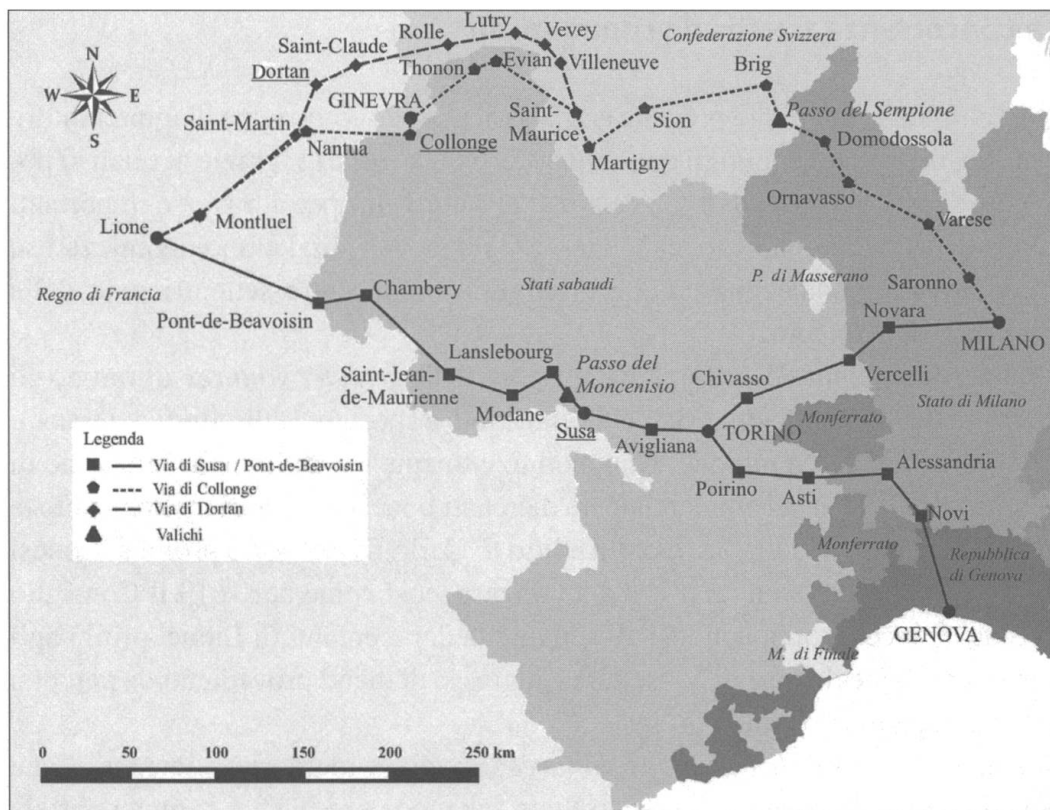 N
W E
S
Lutry
Rolle
Vevey
Saint-Claude
Confederazione Svizzera
Dortan
Thonon
Evian
Villeneuve
Brig
GINEVRA
Saint-Martin
Saint-
Maurice
Sion
Passo del Sempione
Nantua
Collonge
Domodossola
Martigny
Ornavasso
Montluel
Lione
Varese
Saronno
Regno di Francia
Chambery
Stati sabaudi
P. di Masserano
Pont-de-Beavoisin
Novara
MILANO
Lanslebourg
Passo del
Moncenisio
Saint-Jean-
de-Maurienne
Chivasso
Vercelli
Modane
Stato di Milano
Susa
Monferrato
TORINO
Avigliana
Legenda
Via di Susa / Pont-de-Beavoisin
Via di Collonge
Via di Dortan
Valichi
Alessandria
Poirino
Asti
Novi
Monferrato
Repubblica
di Genova
GENOVA
M. di Finale
0 50 100 150 200 250 km